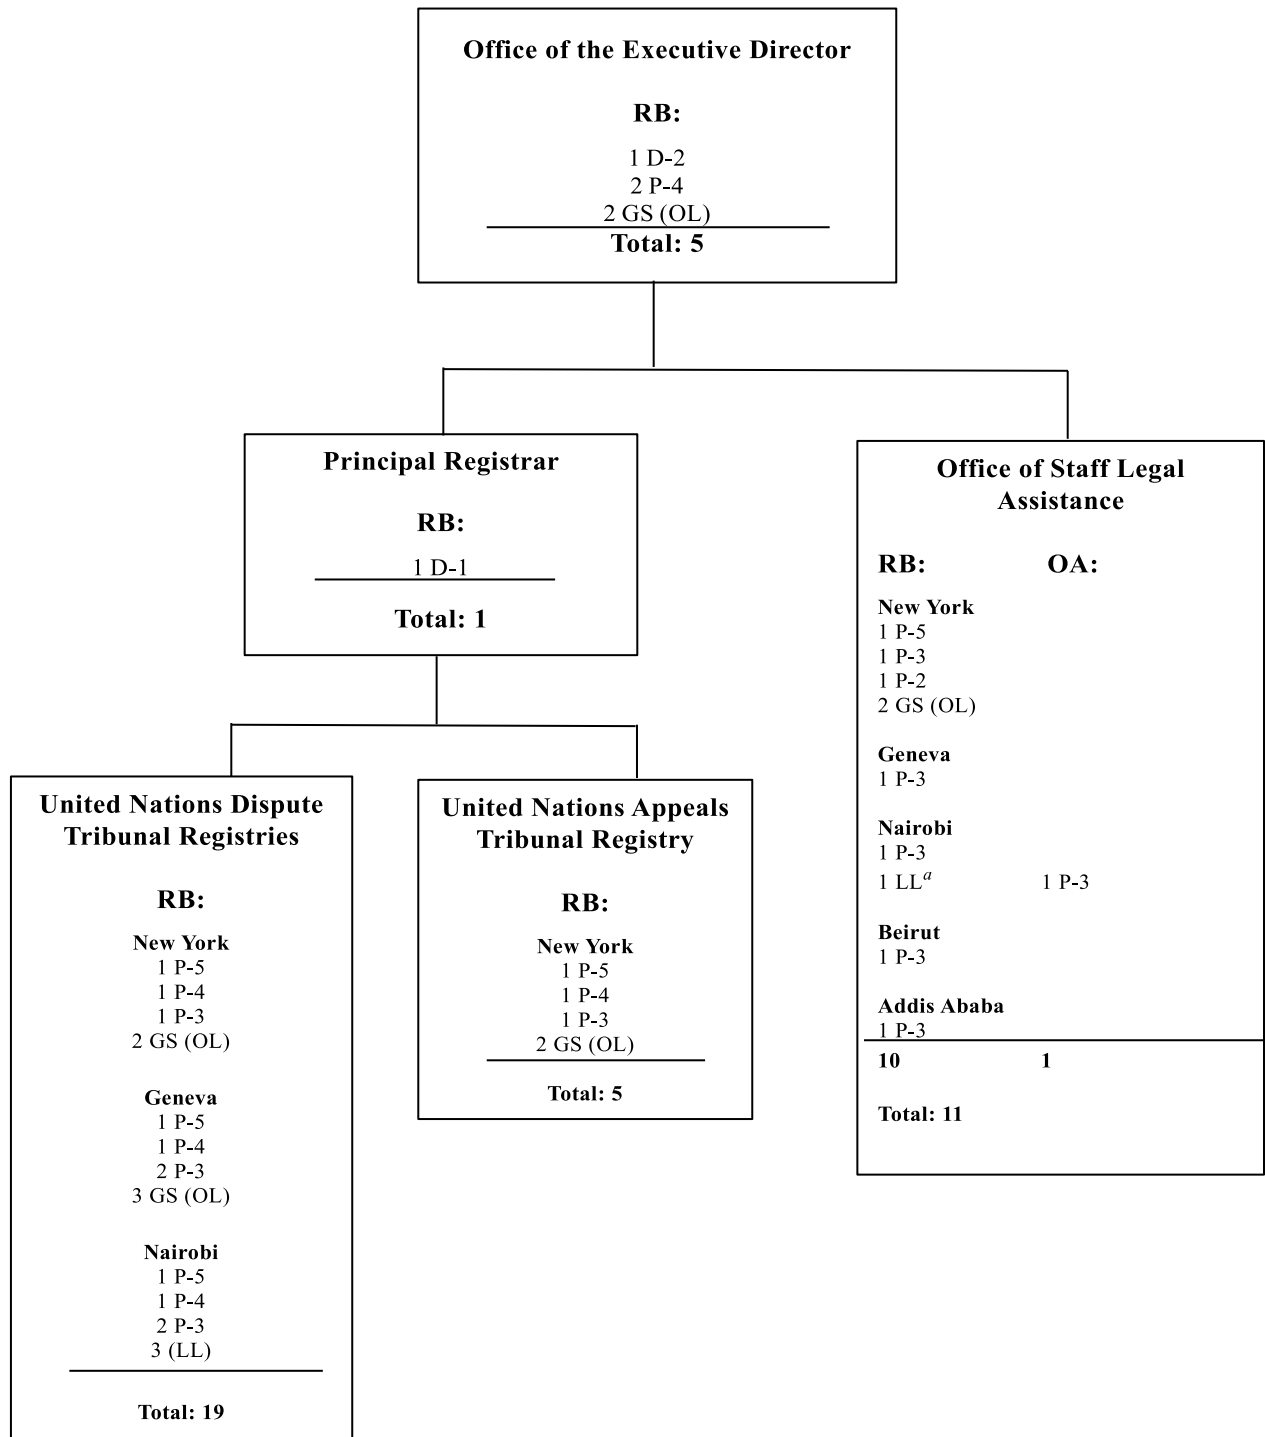 Office of the Executive Director
RB:
1 D-2
2 P-4
2 GS (OL)
Total: 5
Principal Registrar
RB:
1 D-1
Total: 1
Office of Staff Legal
Assistance
RB: OA:
New York
1 P-5
1 P-3
1 P-2
2 GS (OL)
Geneva
1 P-3
Nairobi
1 P-3
1 LLa 1 P-3
Beirut
1 P-3
Addis Ababa
1 P-3
10 1
Total: 11
United Nations Dispute
Tribunal Registries
RB:
New York
1 P-5
1 P-4
1 P-3
2 GS (OL)
Geneva
1 P-5
1 P-4
2 P-3
3 GS (OL)
Nairobi
1 P-5
1 P-4
2 P-3
3 (LL)
Total: 19
United Nations Appeals
Tribunal Registry
RB:
New York
1 P-5
1 P-4
1 P-3
2 GS (OL)
Total: 5